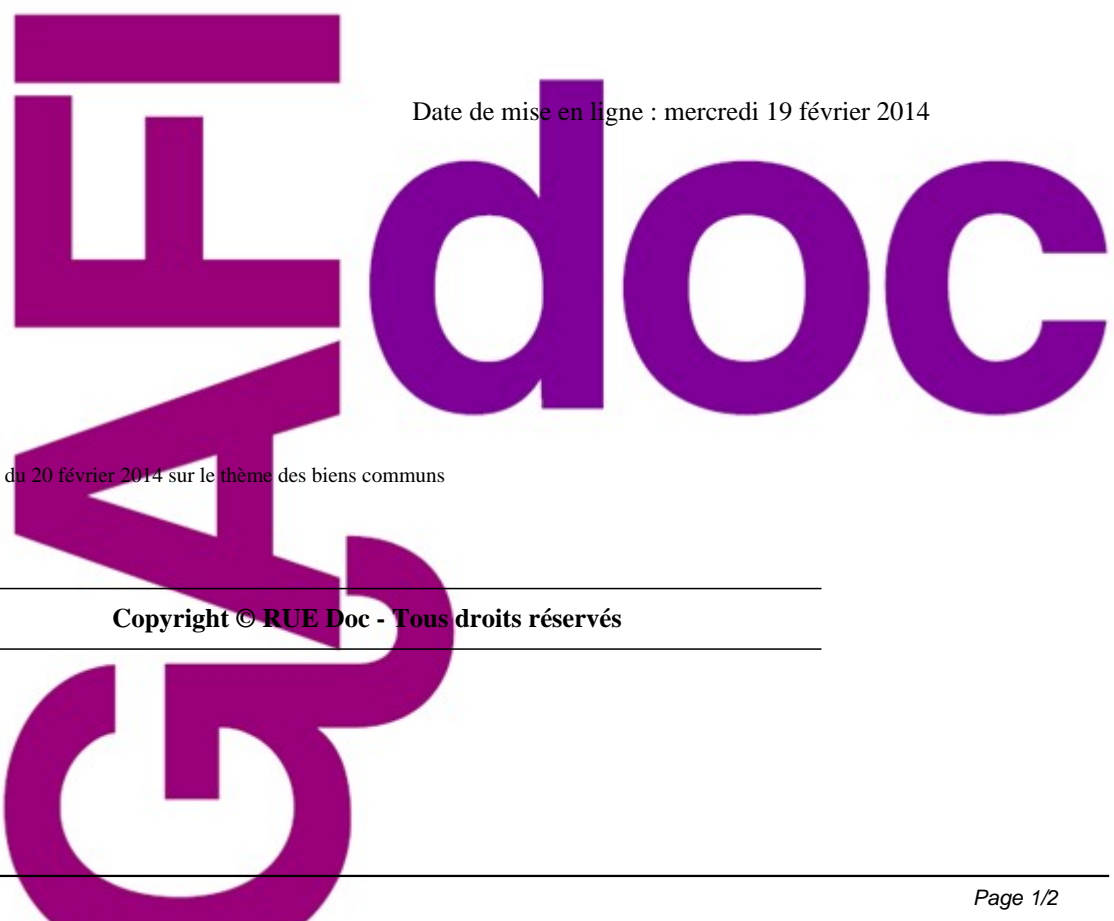 Date de mise en ligne : mercredi 19 février 2014
doc
GAFI
du 20 février 2014 sur le thème des biens communs
Copyright © RUE Doc - Tous droits réservés
Page 1/2